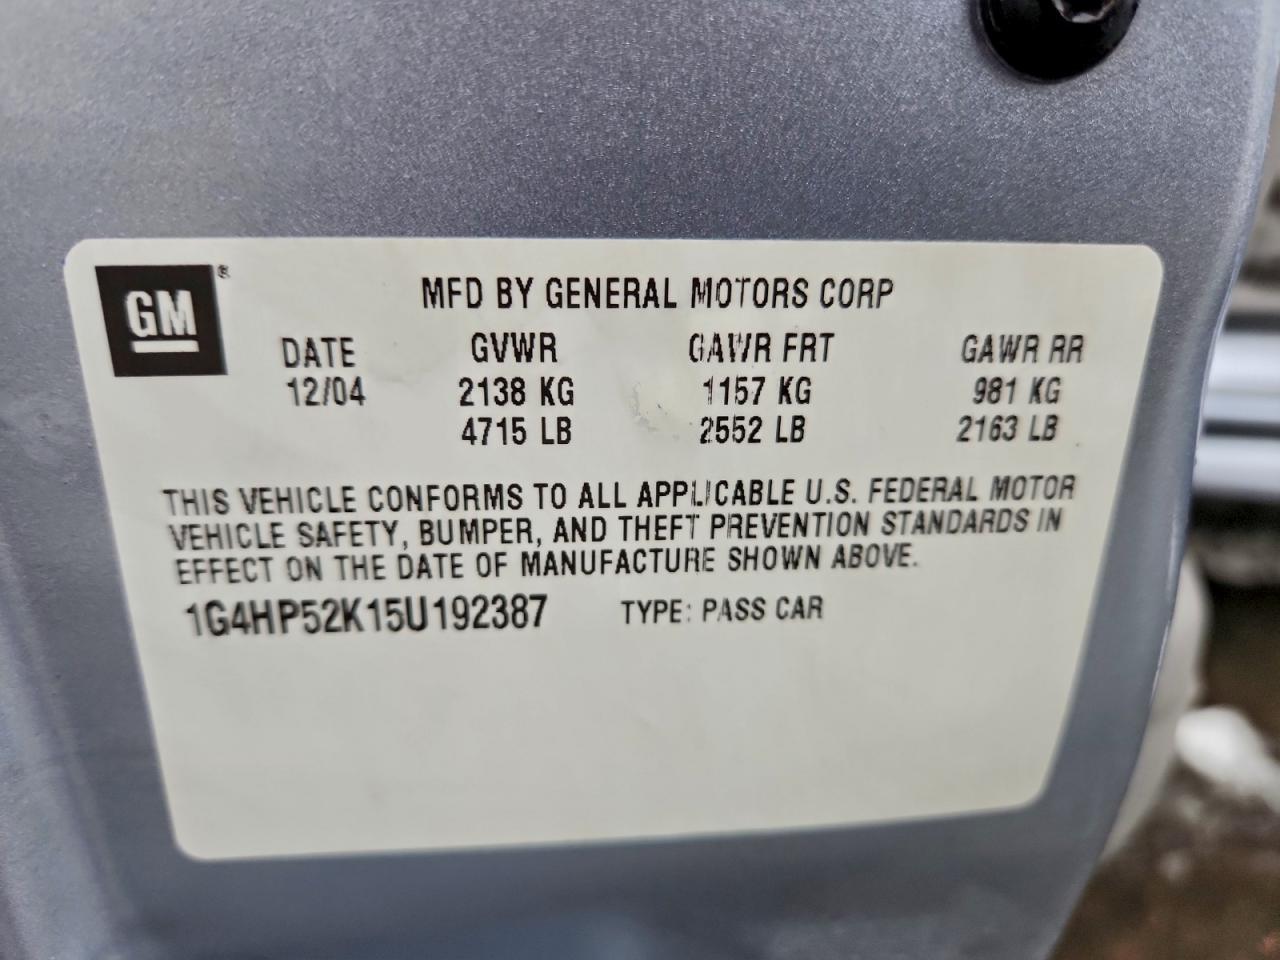 GM®
MFD BY GENERAL MOTORS CORP
DATE GVWR GAWR FRT GAWR RR
12/04 2138 KG 1157 KG 981 KG
4715 LB 2552 LB 2163 LB
THIS VEHICLE CONFORMS TO ALL APPLICABLE U.S. FEDERAL MOTOR
VEHICLE SAFETY, BUMPER, AND THEFT PREVENTION STANDARDS IN
EFFECT ON THE DATE OF MANUFACTURE SHOWN ABOVE.
1G4HP52K15U192387 TYPE: PASS CAR